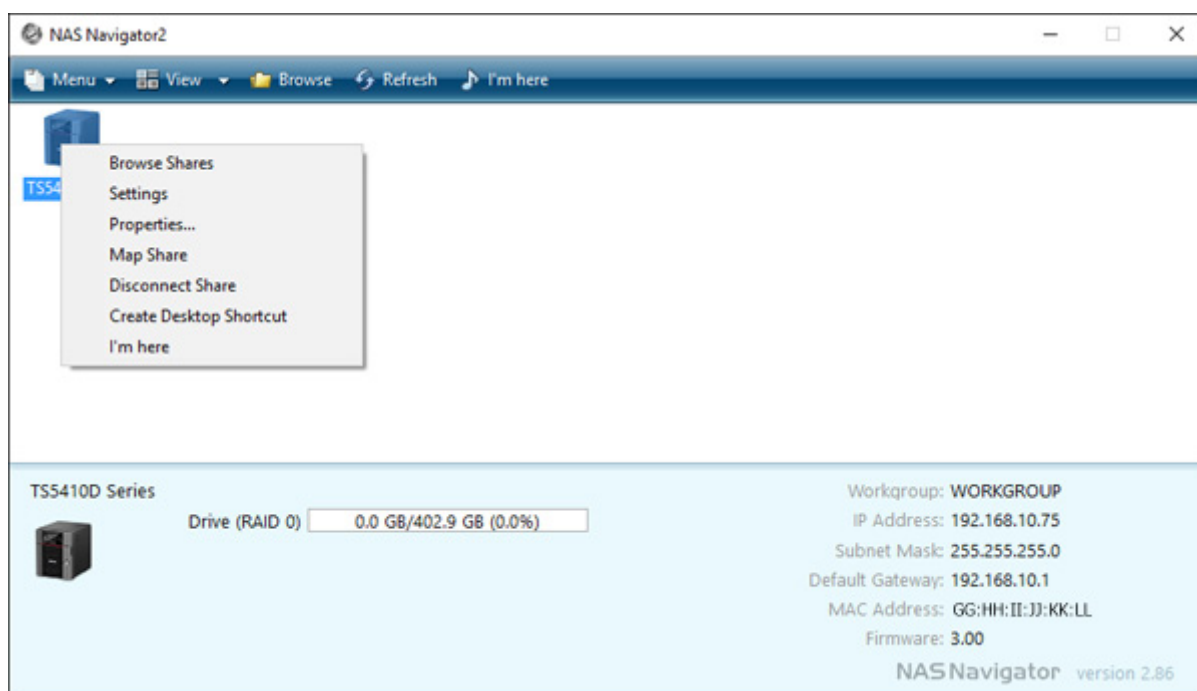 NAS Navigator2
Menu View Browse Refresh I'm here
Browse Shares
TS54
Settings
Properties...
Map Share
Disconnect Share
Create Desktop Shortcut
I'm here
TS5410D Series
Drive (RAID 0) 0.0 GB/402.9 GB (0.0%)
Workgroup: WORKGROUP
IP Address: 192.168.10.75
Subnet Mask: 255.255.255.0
Default Gateway: 192.168.10.1
MAC Address: GG:HH:II:JJ:KK:LL
Firmware: 3.00
NAS Navigator version 2.86